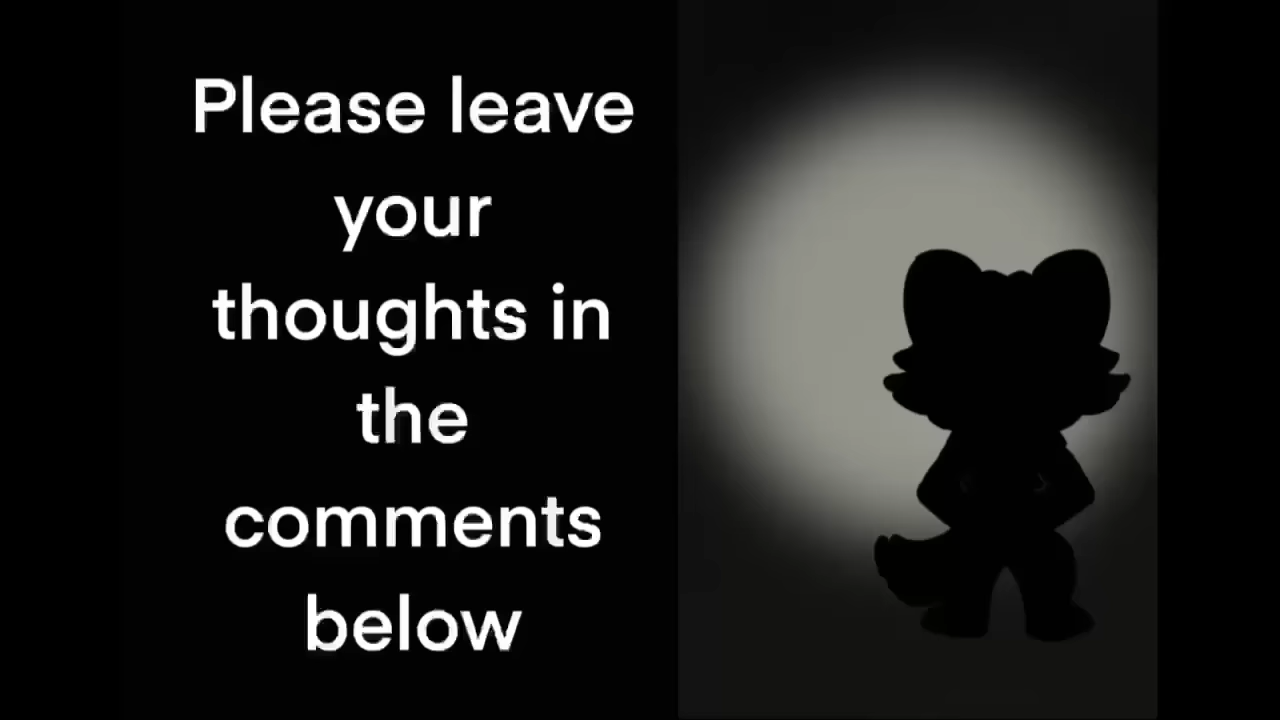 Please leave
your
thoughts in
the
comments
below